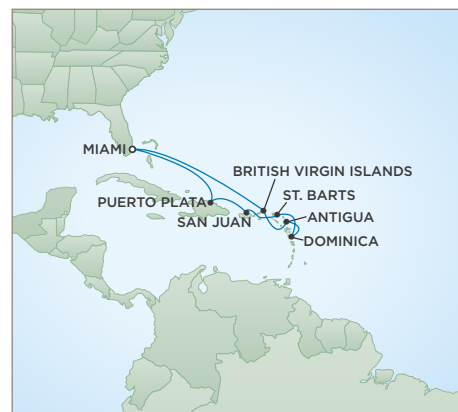 MIAMI
BRITISH VIRGIN ISLANDS
ST. BARTS
PUERTO PLATA
ANTIGUA
SAN JUAN
DOMINICA